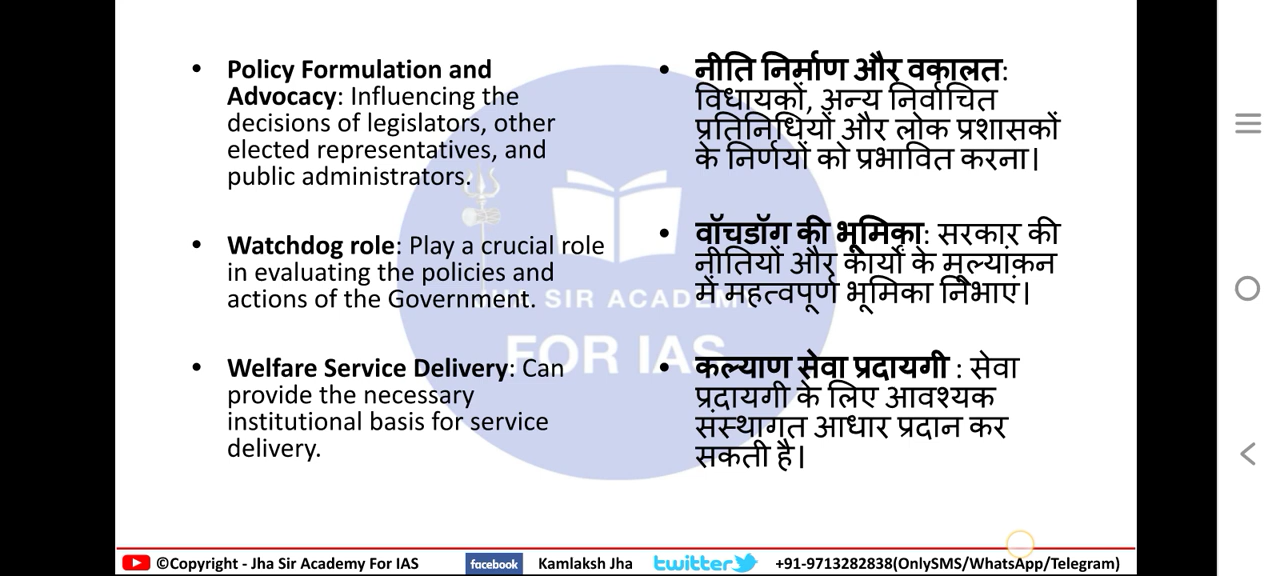 Policy Formulation and
Advocacy: Influencing the
decisions of legislators, other
elected representatives, and
public administrators.
Watchdog role: Play a crucial role
in evaluating the policies and
actions of the Government.
Welfare Service Delivery: Can
provide the necessary
institutional basis for service
delivery.
नीति निर्माण और वकालत:
विधायकों, अन्य निर्वाचित
प्रतिनिधियों और लोक प्रशासकों
के निर्णयों को प्रभावित करना।
वॉचडॉग की भूमिका: सरकार की
नीतियों और कार्यों के मूल्यांकन
में महत्वपूर्ण भूमिका निभाएं।
कल्याण सेवा प्रदायगी : सेवा
प्रदायगी के लिए आवश्यक
संस्थागत आधार प्रदान कर
सकती है।
SIR ACADEM
FOR IAS
©Copyright - Jha Sir Academy For IAS
facebook
Kamlaksh Jha
twitter
+91-9713282838(OnlySMS/WhatsApp/Telegram)